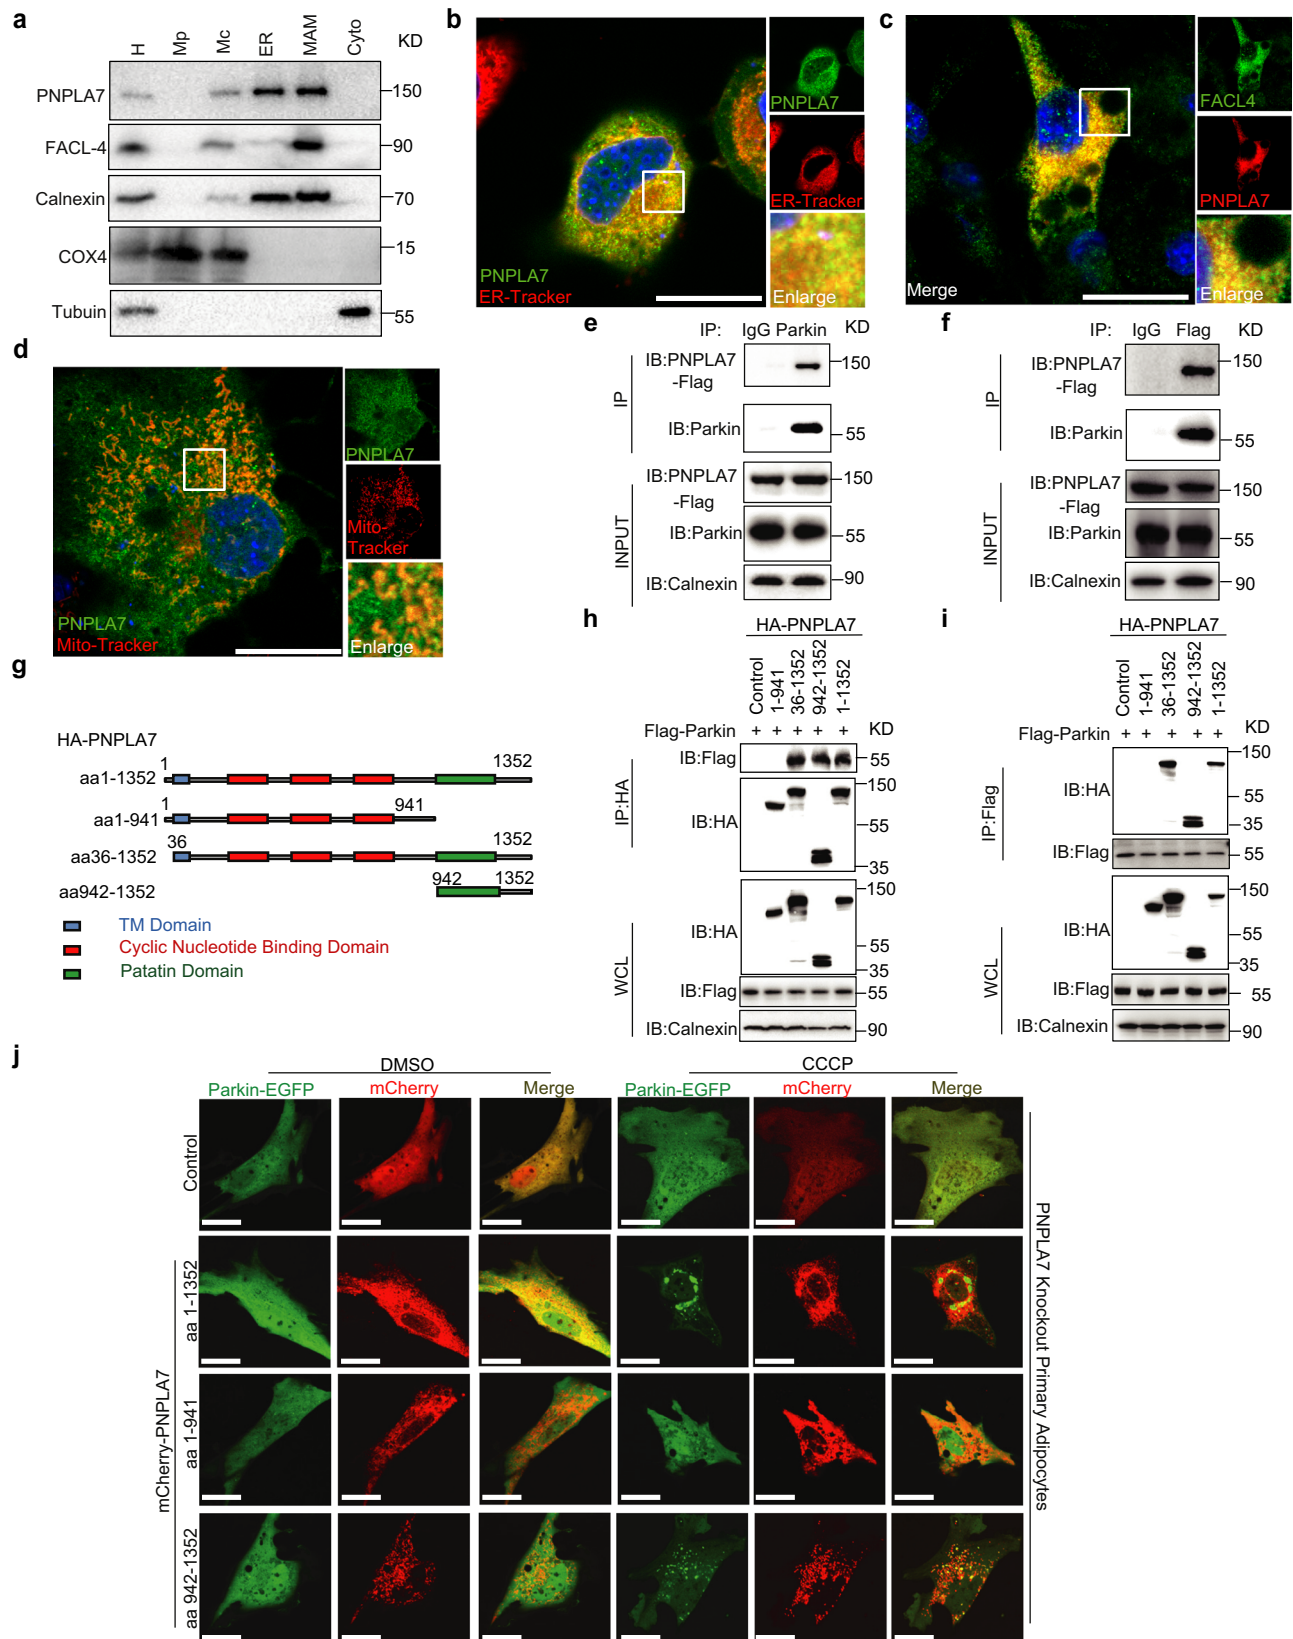 a
H Mp Mc ER MAM Cyto KD
PNPLA7 150
FACL-4 90
Calnexin 70
COX4 15
Tubuin 55
b
PNPLA7
ER-Tracker
PNPLA7
ER-Tracker
Enlarge
c
Merge
FACL4
PNPLA7
Enlarge
d
PNPLA7
Mito-Tracker
PNPLA7
Mito-
Tracker
Enlarge
e
IP: IgG Parkin KD
IP
IB:PNPLA7 150
-Flag
IB:Parkin 55
INPUT
IB:PNPLA7 150
-Flag
IB:Parkin 55
IB:Calnexin 90
f
IP: IgG Flag KD
IP
IB:PNPLA7 150
-Flag
IB:Parkin 55
INPUT
IB:PNPLA7 150
-Flag
IB:Parkin 55
IB:Calnexin 90
g
HA-PNPLA7
1 1352
aa1-1352
1 941
aa1-941
36 1352
aa36-1352
942 1352
aa942-1352
TM Domain
Cyclic Nucleotide Binding Domain
Patatin Domain
h
HA-PNPLA7
Control 1-941 36-1352 942-1352 1-1352
Flag-Parkin + + + + + KD
IP:HA
IB:Flag 55
150
IB:HA 55
35
WCL
150
IB:HA 55
35
IB:Flag 55
IB:Calnexin 90
i
HA-PNPLA7
Control 1-941 36-1352 942-1352 1-1352
Flag-Parkin + + + + + KD
IP:Flag
150
IB:HA 55
35
IB:Flag 55
WCL
150
IB:HA 55
35
IB:Flag 55
IB:Calnexin 90
j
DMSO CCCP
Parkin-EGFP mCherry Merge Parkin-EGFP mCherry Merge
Control
mCherry-PNPLA7
aa 1-1352
aa 1-941
aa 942-1352
PNPLA7 Knockout Primary Adipocytes